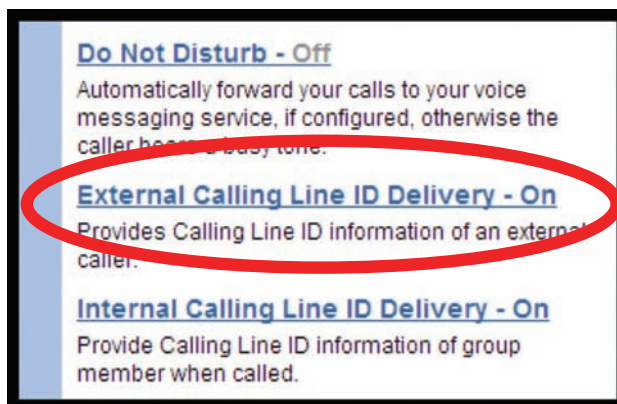 Do Not Disturb - Off
Automatically forward your calls to your voice
messaging service, if configured, otherwise the
caller hears a busy tone.
External Calling Line ID Delivery - On
Provides Calling Line ID information of an external
caller.
Internal Calling Line ID Delivery - On
Provide Calling Line ID information of group
member when called.